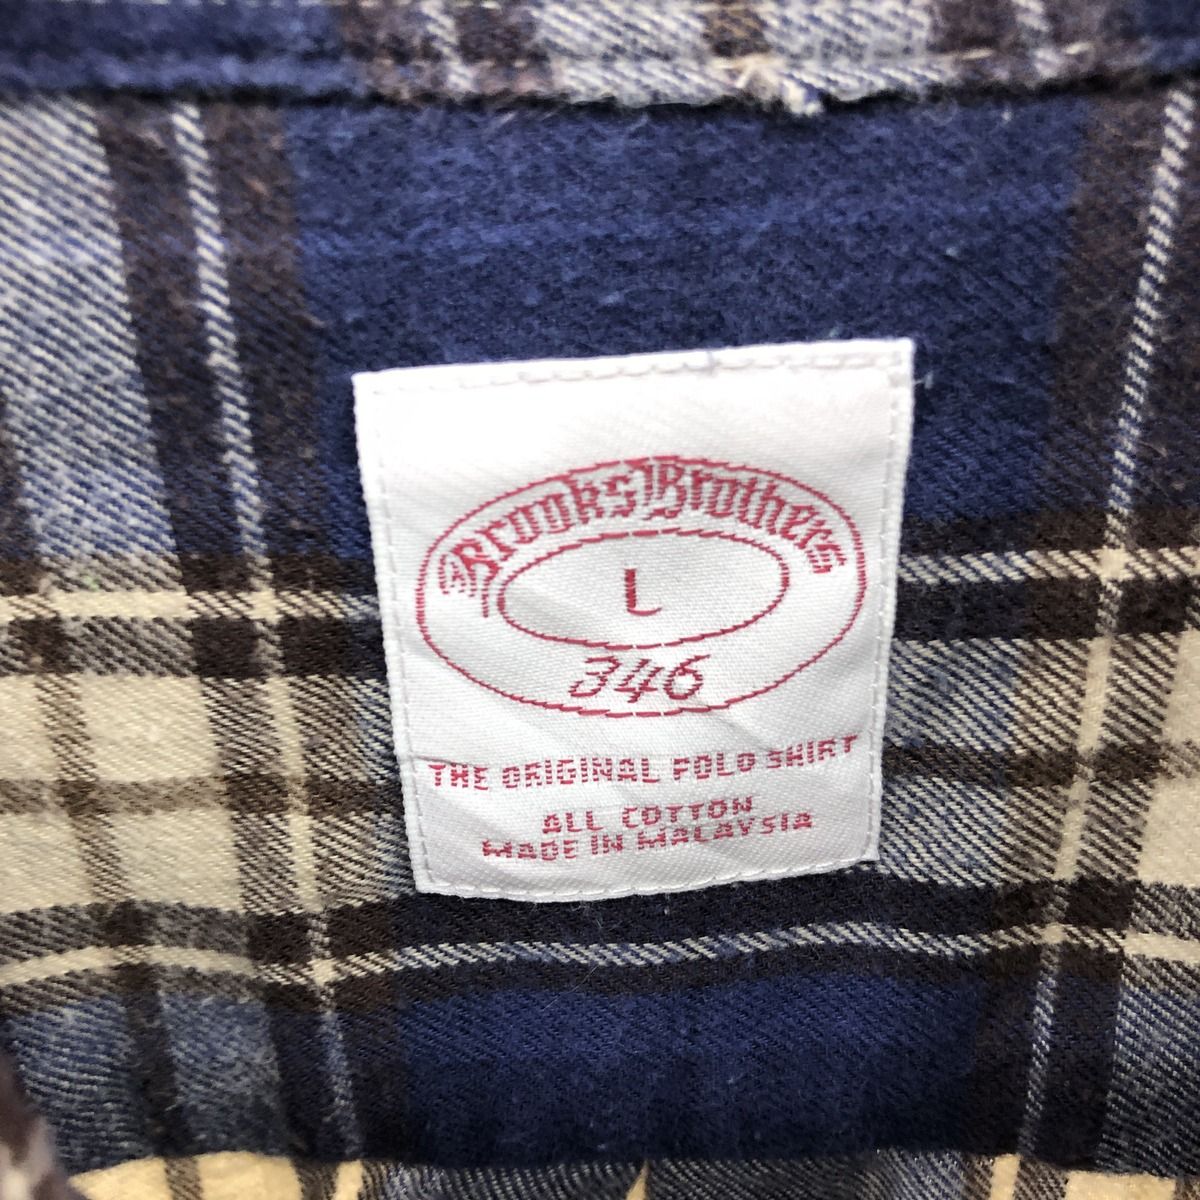 Brooks Brothers
L
346
THE ORIGINAL POLO SHIRT
ALL COTTON
MADE IN MALAYSIA